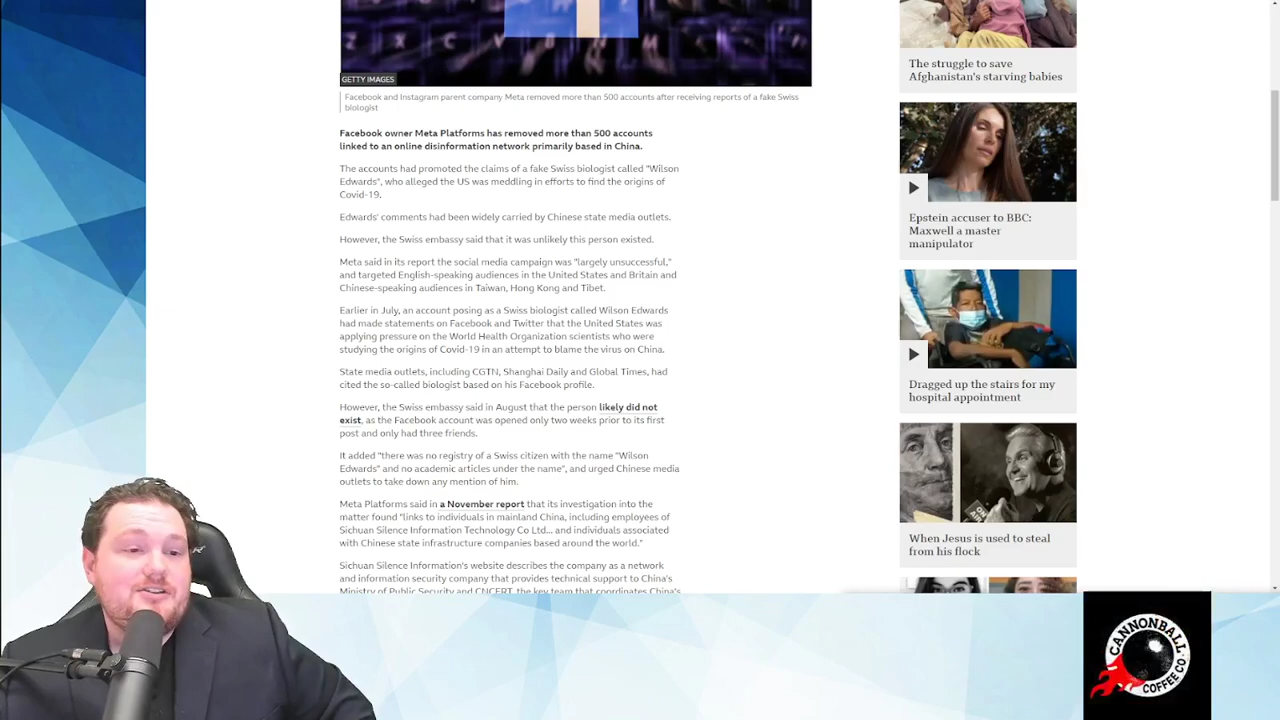 Z X C V B N M
GETTY IMAGES
Facebook and Instagram parent company Meta removed more than 500 accounts after receiving reports of a fake Swiss
biologist
Facebook owner Meta Platforms has removed more than 500 accounts
linked to an online disinformation network primarily based in China.
The accounts had promoted the claims of a fake Swiss biologist called "Wilson
Edwards", who alleged the US was meddling in efforts to find the origins of
Covid-19.
Edwards' comments had been widely carried by Chinese state media outlets.
However, the Swiss embassy said that it was unlikely this person existed.
Meta said in its report the social media campaign was "largely unsuccessful,"
and targeted English-speaking audiences in the United States and Britain and
Chinese-speaking audiences in Taiwan, Hong Kong and Tibet.
Earlier in July, an account posing as a Swiss biologist called Wilson Edwards
had made statements on Facebook and Twitter that the United States was
applying pressure on the World Health Organization scientists who were
studying the origins of Covid-19 in an attempt to blame the virus on China.
State media outlets, including CGTN, Shanghai Daily and Global Times, had
cited the so-called biologist based on his Facebook profile.
However, the Swiss embassy said in August that the person likely did not
exist, as the Facebook account was opened only two weeks prior to its first
post and only had three friends.
It added "there was no registry of a Swiss citizen with the name "Wilson
Edwards" and no academic articles under the name", and urged Chinese media
outlets to take down any mention of him.
Meta Platforms said in a November report that its investigation into the
matter found "links to individuals in mainland China, including employees of
Sichuan Silence Information Technology Co Ltd... and individuals associated
with Chinese state infrastructure companies based around the world."
Sichuan Silence Information's website describes the company as a network
and information security company that provides technical support to China's
Ministry of Public Security and CNCERT, the key team that coordinates China's
The struggle to save
Afghanistan's starving babies
Epstein accuser to BBC:
Maxwell a master
manipulator
Dragged up the stairs for my
hospital appointment
ON
When Jesus is used to steal
from his flock
CANNONBALL
COFFEE CO.